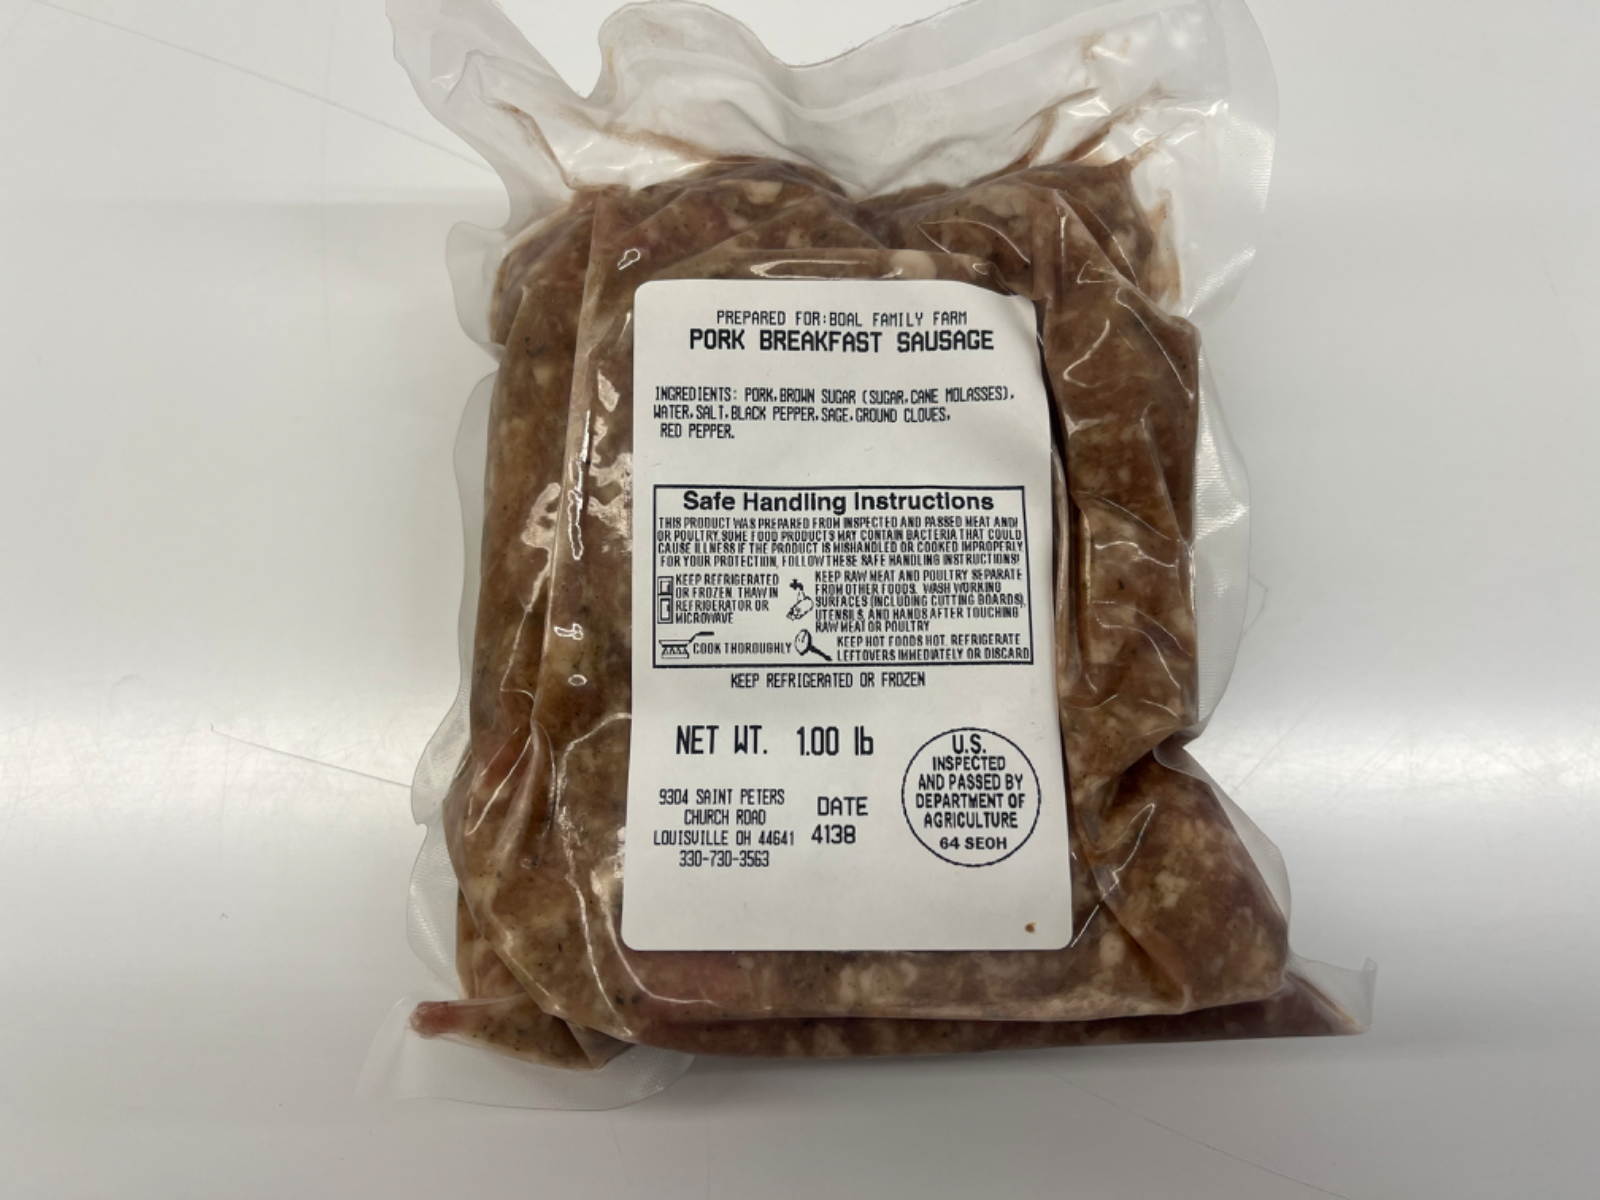 PREPARED FOR:BOAL FAMILY FARM
PORK BREAKFAST SAUSAGE
INGREDIENTS: PORK,BROWN SUGAR (SUGAR,CANE MOLASSES),
WATER,SALT,BLACK PEPPER,SAGE,GROUND CLOVES,
RED PEPPER.
Safe Handling Instructions
THIS PRODUCT WAS PREPARED FROM INSPECTED AND PASSED MEAT AND/
OR POULTRY. SOME FOOD PRODUCTS MAY CONTAIN BACTERIA THAT COULD
CAUSE ILLNESS IF THE PRODUCT IS MISHANDLED OR COOKED IMPROPERLY.
FOR YOUR PROTECTION, FOLLOW THESE SAFE HANDLING INSTRUCTIONS!
KEEP REFRIGERATED
OR FROZEN. THAW IN
REFRIGERATOR OR
MICROWAVE
KEEP RAW MEAT AND POULTRY SEPARATE
FROM OTHER FOODS. WASH WORKING
SURFACES (INCLUDING CUTTING BOARDS),
UTENSILS, AND HANDS AFTER TOUCHING
RAW MEAT OR POULTRY
COOK THOROUGHLY
KEEP HOT FOODS HOT. REFRIGERATE
LEFTOVERS IMMEDIATELY OR DISCARD
KEEP REFRIGERATED OR FROZEN
NET WT. 1.00 lb
9304 SAINT PETERS
CHURCH ROAD
LOUISVILLE OH 44641
330-730-3563
DATE
4138
U.S.
INSPECTED
AND PASSED BY
DEPARTMENT OF
AGRICULTURE
64 SEOH